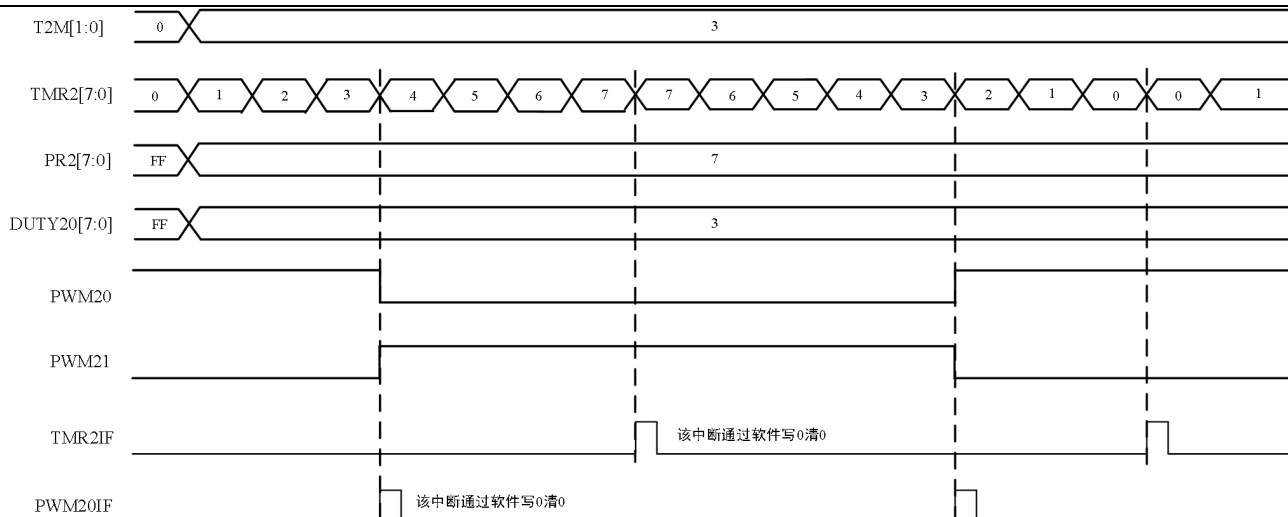 T2M[1:0] 0 3
TMR2[7:0] 0 1 2 3 4 5 6 7 7 6 5 4 3 2 1 0 0 1
PR2[7:0] FF 7
DUTY20[7:0] FF 3
PWM20
PWM21
TMR2IF 该中断通过软件写0清0
PWM20IF 该中断通过软件写0清0